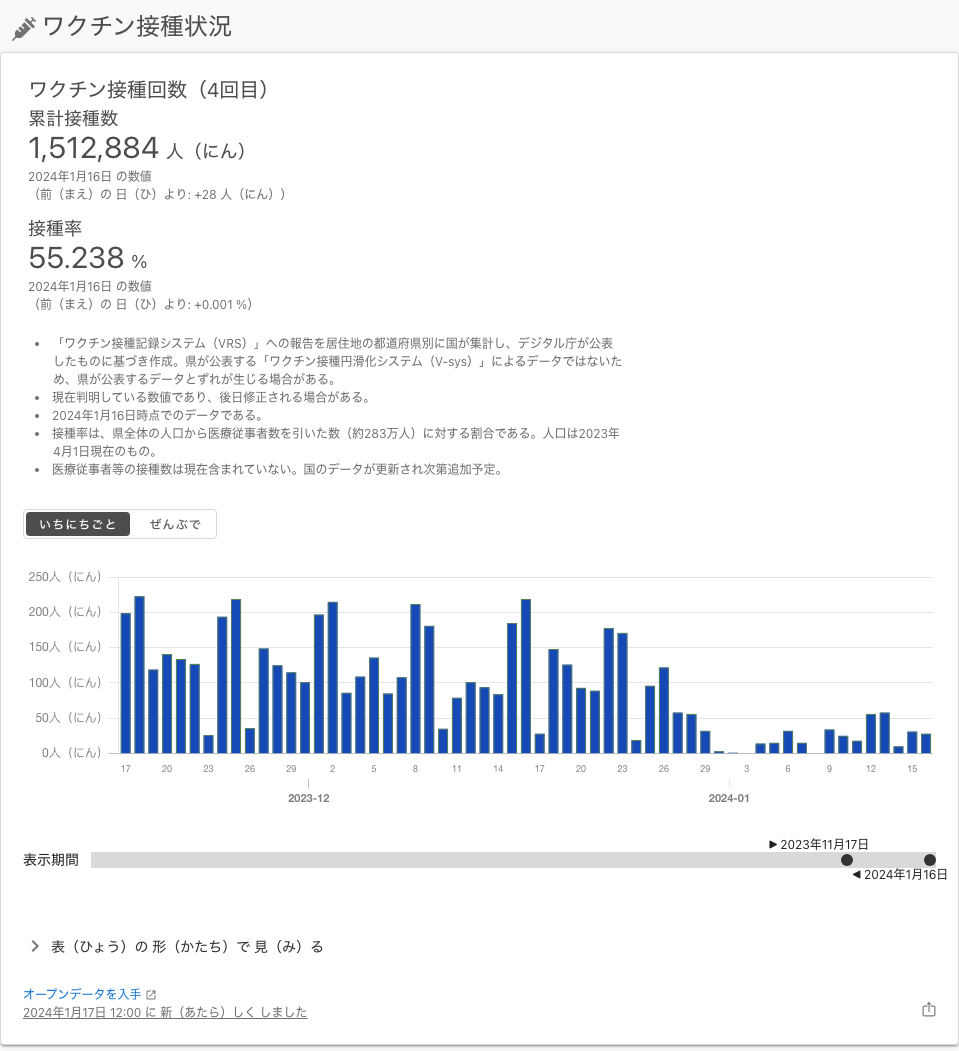 ワクチン接種状況
ワクチン接種回数（4回目）
累計接種数
1,512,884 人（にん）
2024年1月16日 の数値
（前（まえ）の 日（ひ）より: +28 人（にん））
接種率
55.238 %
2024年1月16日 の数値
（前（まえ）の 日（ひ）より: +0.001 %）
• 「ワクチン接種記録システム（VRS）」への報告を居住地の都道府県別に国が集計し、デジタル庁が公表
したものに基づき作成。県が公表する「ワクチン接種円滑化システム（V-sys）」によるデータではないた
め、県が公表するデータとずれが生じる場合がある。
• 現在判明している数値であり、後日修正される場合がある。
• 2024年1月16日時点でのデータである。
• 接種率は、県全体の人口から医療従事者数を引いた数（約283万人）に対する割合である。人口は2023年
4月1日現在のもの。
• 医療従事者等の接種数は現在含まれていない。国のデータが更新され次第追加予定。
いちにちごと ぜんぶで
250人（にん）
200人（にん）
150人（にん）
100人（にん）
50人（にん）
0人（にん）
17 20 23 26 29 2 5 8 11 14 17 20 23 26 29 3 6 9 12 15
2023-12 2024-01
▶ 2023年11月17日
表示期間
◀ 2024年1月16日
表（ひょう）の 形（かたち）で 見（み）る
オープンデータを入手
2024年1月17日 12:00 に 新（あたら）しく しました